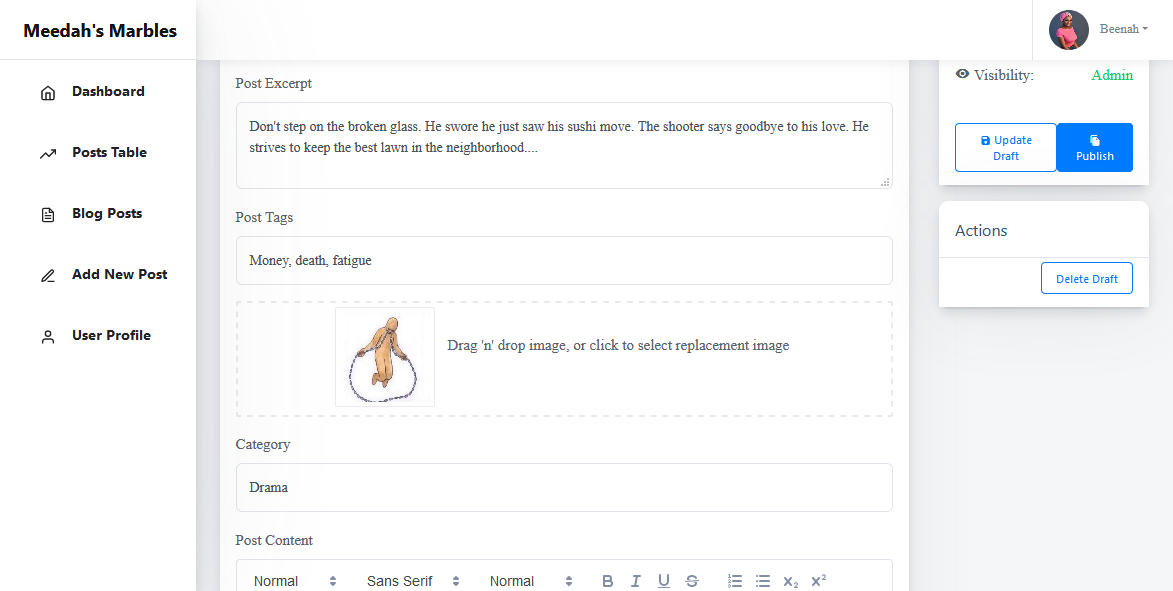 Meedah's Marbles
Beenah
Dashboard
Posts Table
Blog Posts
Add New Post
User Profile
Post Excerpt
Don't step on the broken glass. He swore he just saw his sushi move. The shooter says goodbye to his love. He
strives to keep the best lawn in the neighborhood....
Post Tags
Money, death, fatigue
Drag 'n' drop image, or click to select replacement image
Category
Drama
Post Content
Normal Sans Serif Normal B I U S X₂ X²
Visibility: Admin
Update
Draft
Publish
Actions
Delete Draft